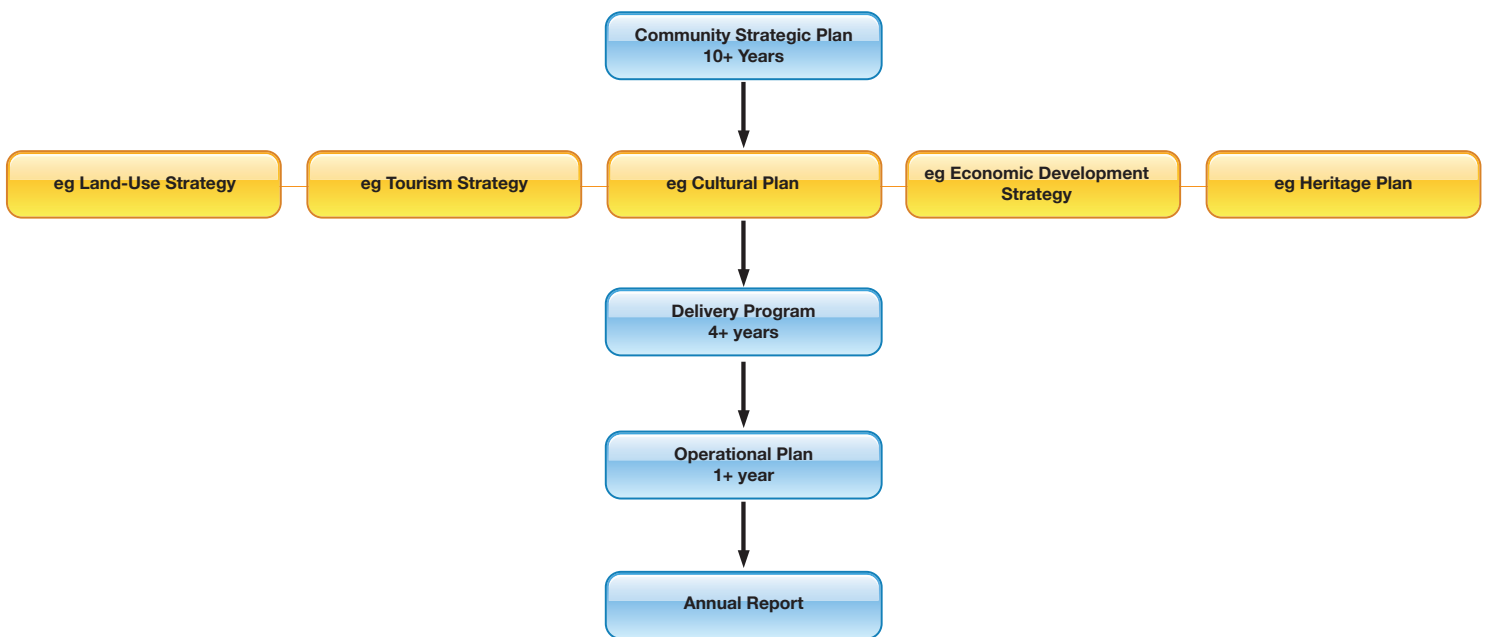 Community Strategic Plan
10+ Years
eg Land-Use Strategy
eg Tourism Strategy
eg Cultural Plan
eg Economic Development
Strategy
eg Heritage Plan
Delivery Program
4+ years
Operational Plan
1+ year
Annual Report